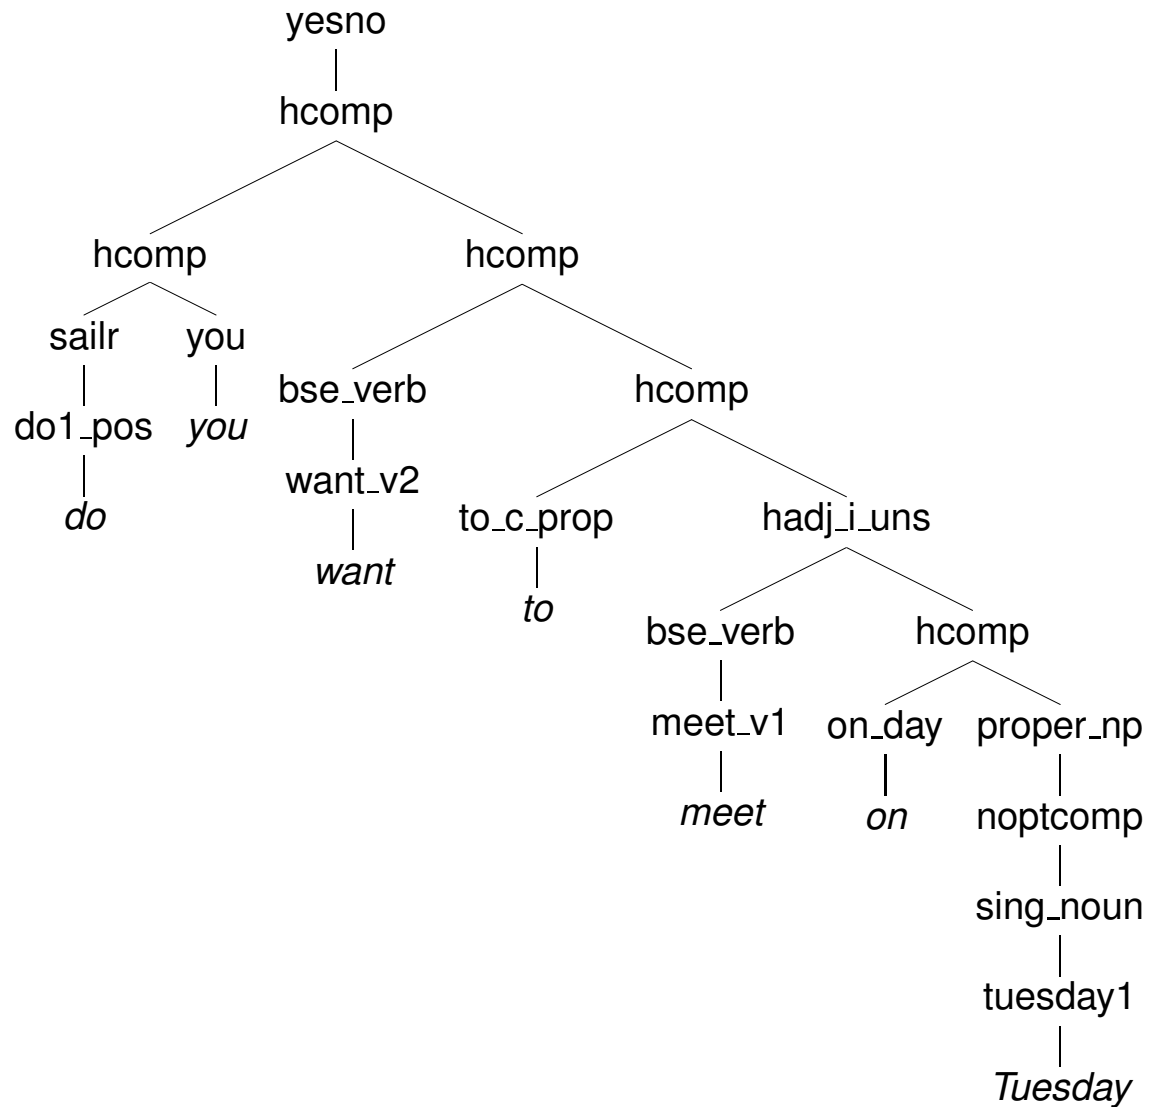 yesno
hcomp
hcomp hcomp
sailr you
bse_verb hcomp
do1_pos you
want_v2
do to_c_prop hadj_i_uns
want
to
bse_verb hcomp
meet_v1 on_day proper_np
meet on noptcomp
sing_noun
tuesday1
Tuesday